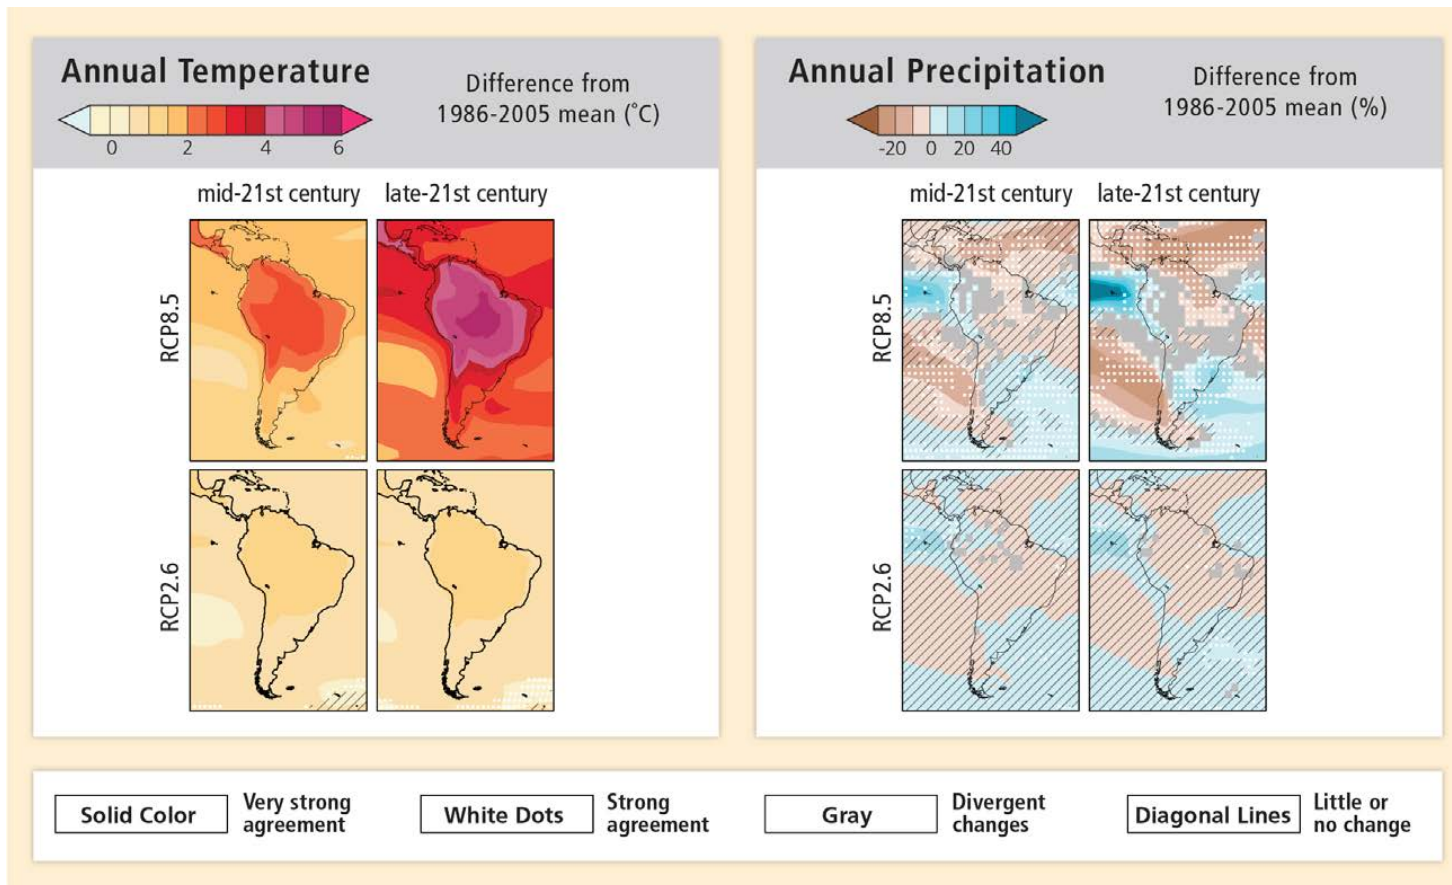 Annual Temperature
Difference from
1986-2005 mean (˚C)
0 2 4 6
mid-21st century late-21st century
RCP8.5
RCP2.6
Annual Precipitation
Difference from
1986-2005 mean (%)
-20 0 20 40
mid-21st century late-21st century
RCP8.5
RCP2.6
Solid Color
Very strong
agreement
White Dots
Strong
agreement
Gray
Divergent
changes
Diagonal Lines
Little or
no change